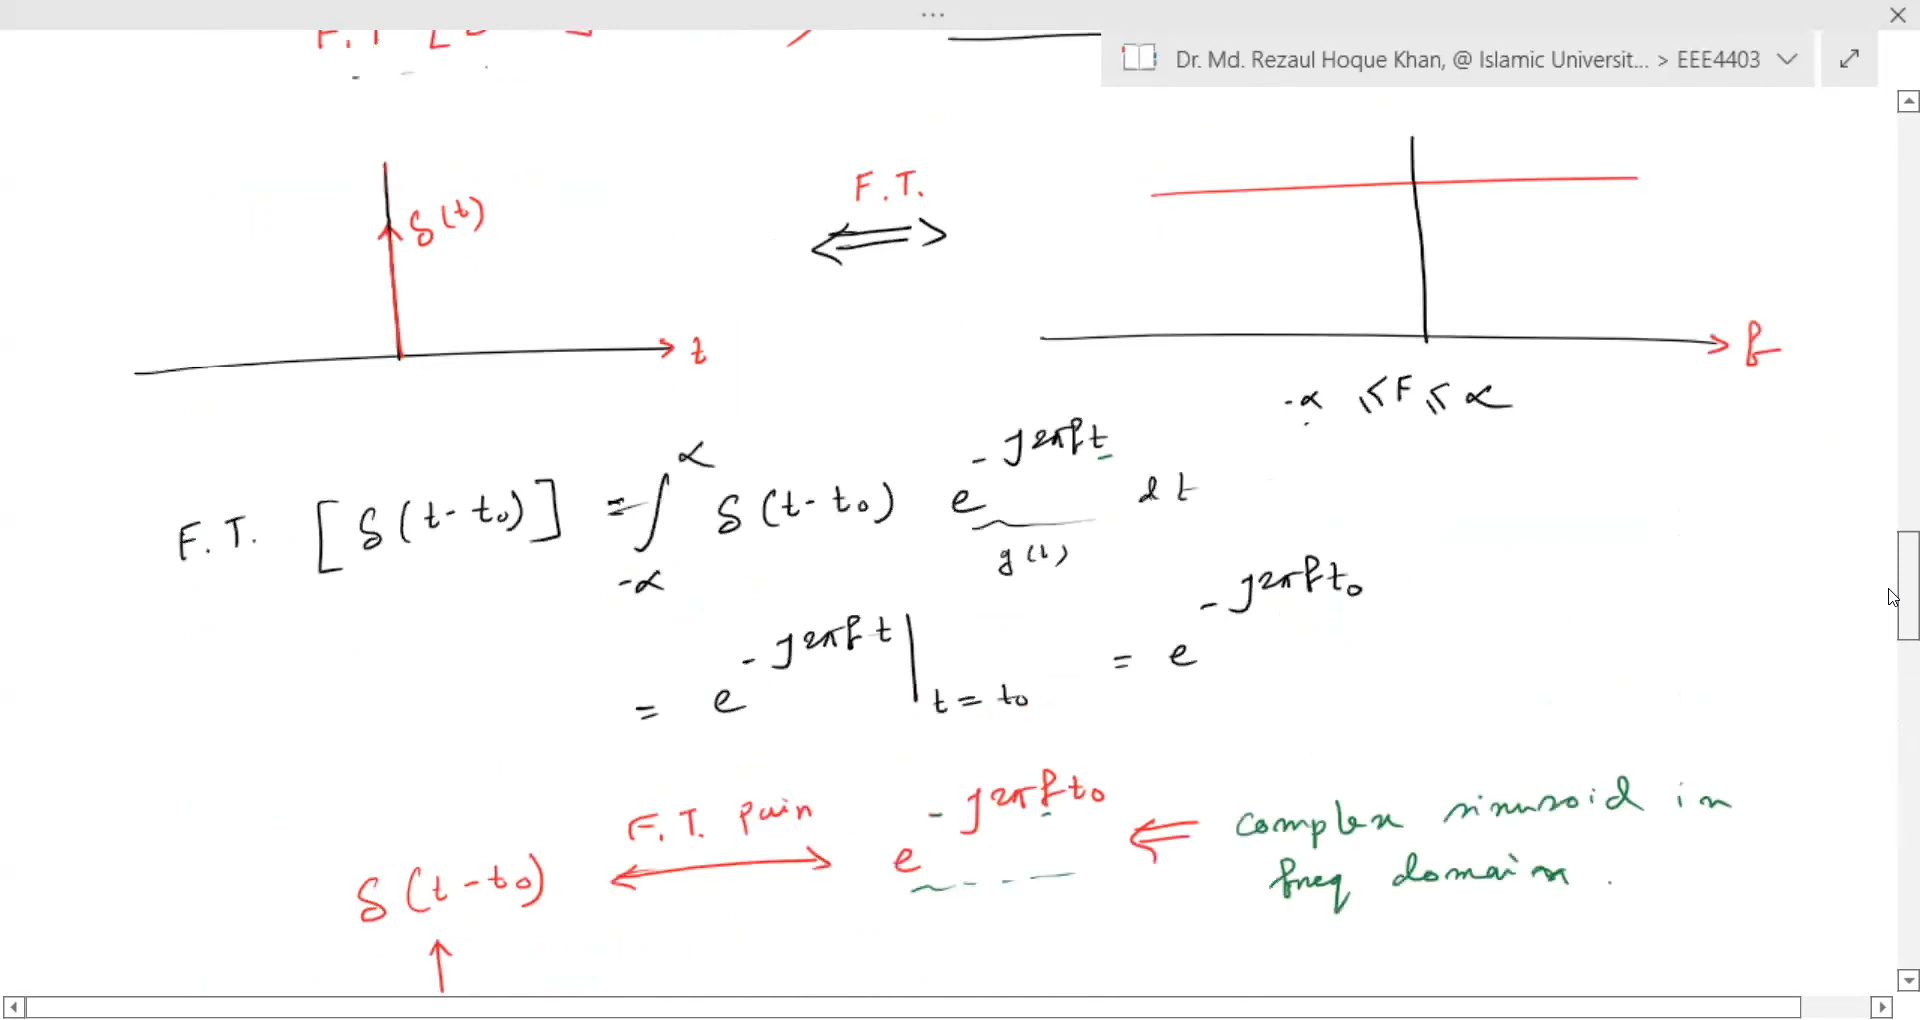 Dr. Md. Rezaul Hoque Khan, @ Islamic Universit... > EEE4403
δ(t)
F.T.
t
f
-α ≤ F ≤ α
F.T. [δ(t-t₀)] = ∫_{-α}^{α} δ(t-t₀) e^{-j2πft} dt
g(t)
= e^{-j2πft} |_{t=t₀} = e^{-j2πft₀}
F.T. pair
δ(t-t₀) ↔ e^{-j2πft₀} ⇐ complex sinusoid in
freq domain.